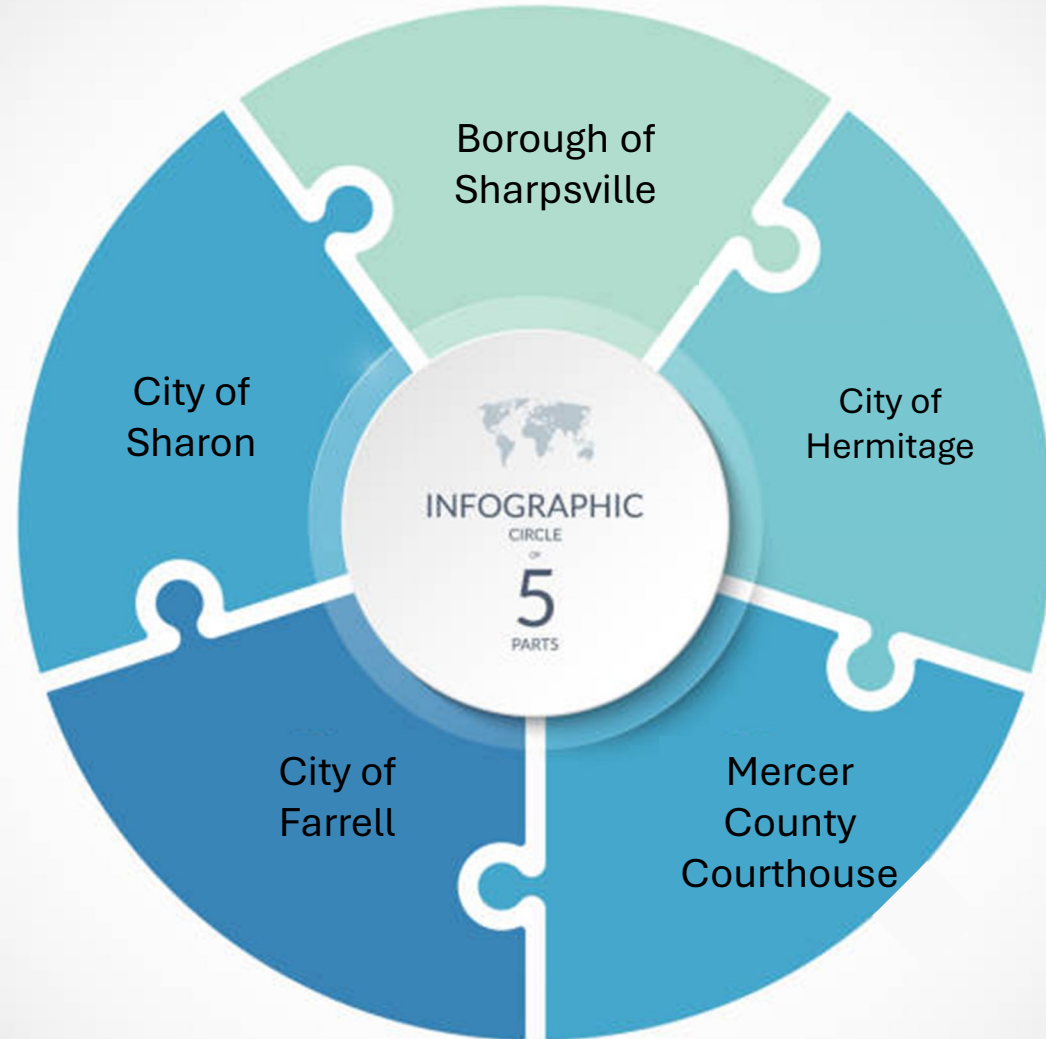 Borough of
Sharpsville
City of
Hermitage
Mercer
County
Courthouse
City of
Farrell
City of
Sharon
INFOGRAPHIC
CIRCLE
OF
5
PARTS